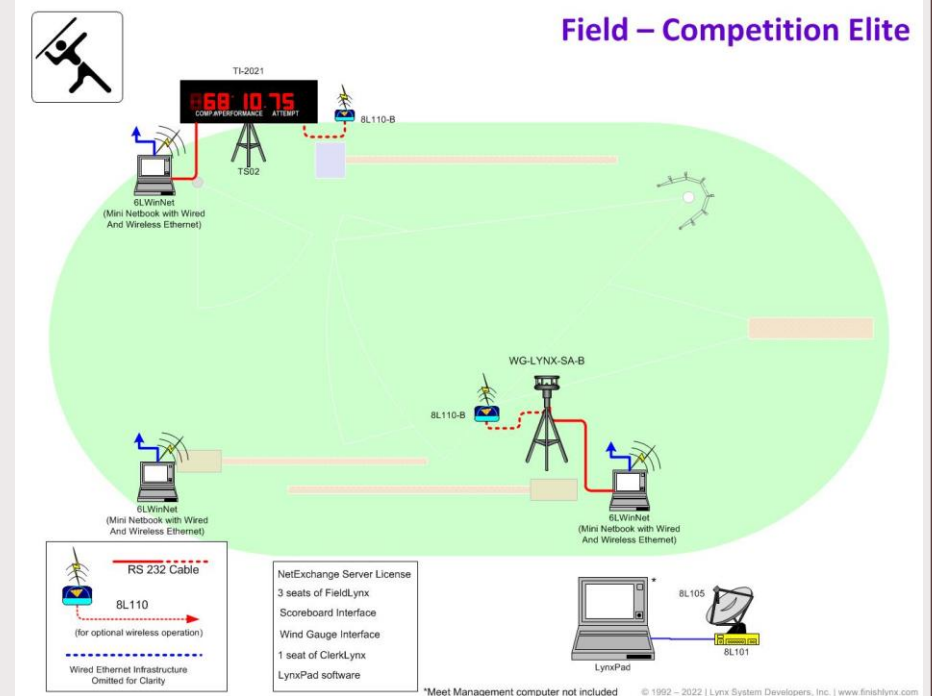 Field – Competition Elite
TI-2021
68 10.75
COMP.#/PERFORMANCE ATTEMPT
8L110-B
TS02
6LWinNet
(Mini Netbook with Wired
And Wireless Ethernet)
WG-LYNX-SA-B
8L110-B
6LWinNet
(Mini Netbook with Wired
And Wireless Ethernet)
6LWinNet
(Mini Netbook with Wired
And Wireless Ethernet)
RS 232 Cable
8L110
(for optional wireless operation)
Wired Ethernet Infrastructure
Omitted for Clarity
NetExchange Server License
3 seats of FieldLynx
Scoreboard Interface
Wind Gauge Interface
1 seat of ClerkLynx
LynxPad software
*
8L105
8L101
LynxPad
*Meet Management computer not included
© 1992 – 2022 | Lynx System Developers, Inc. | www.finishlynx.com